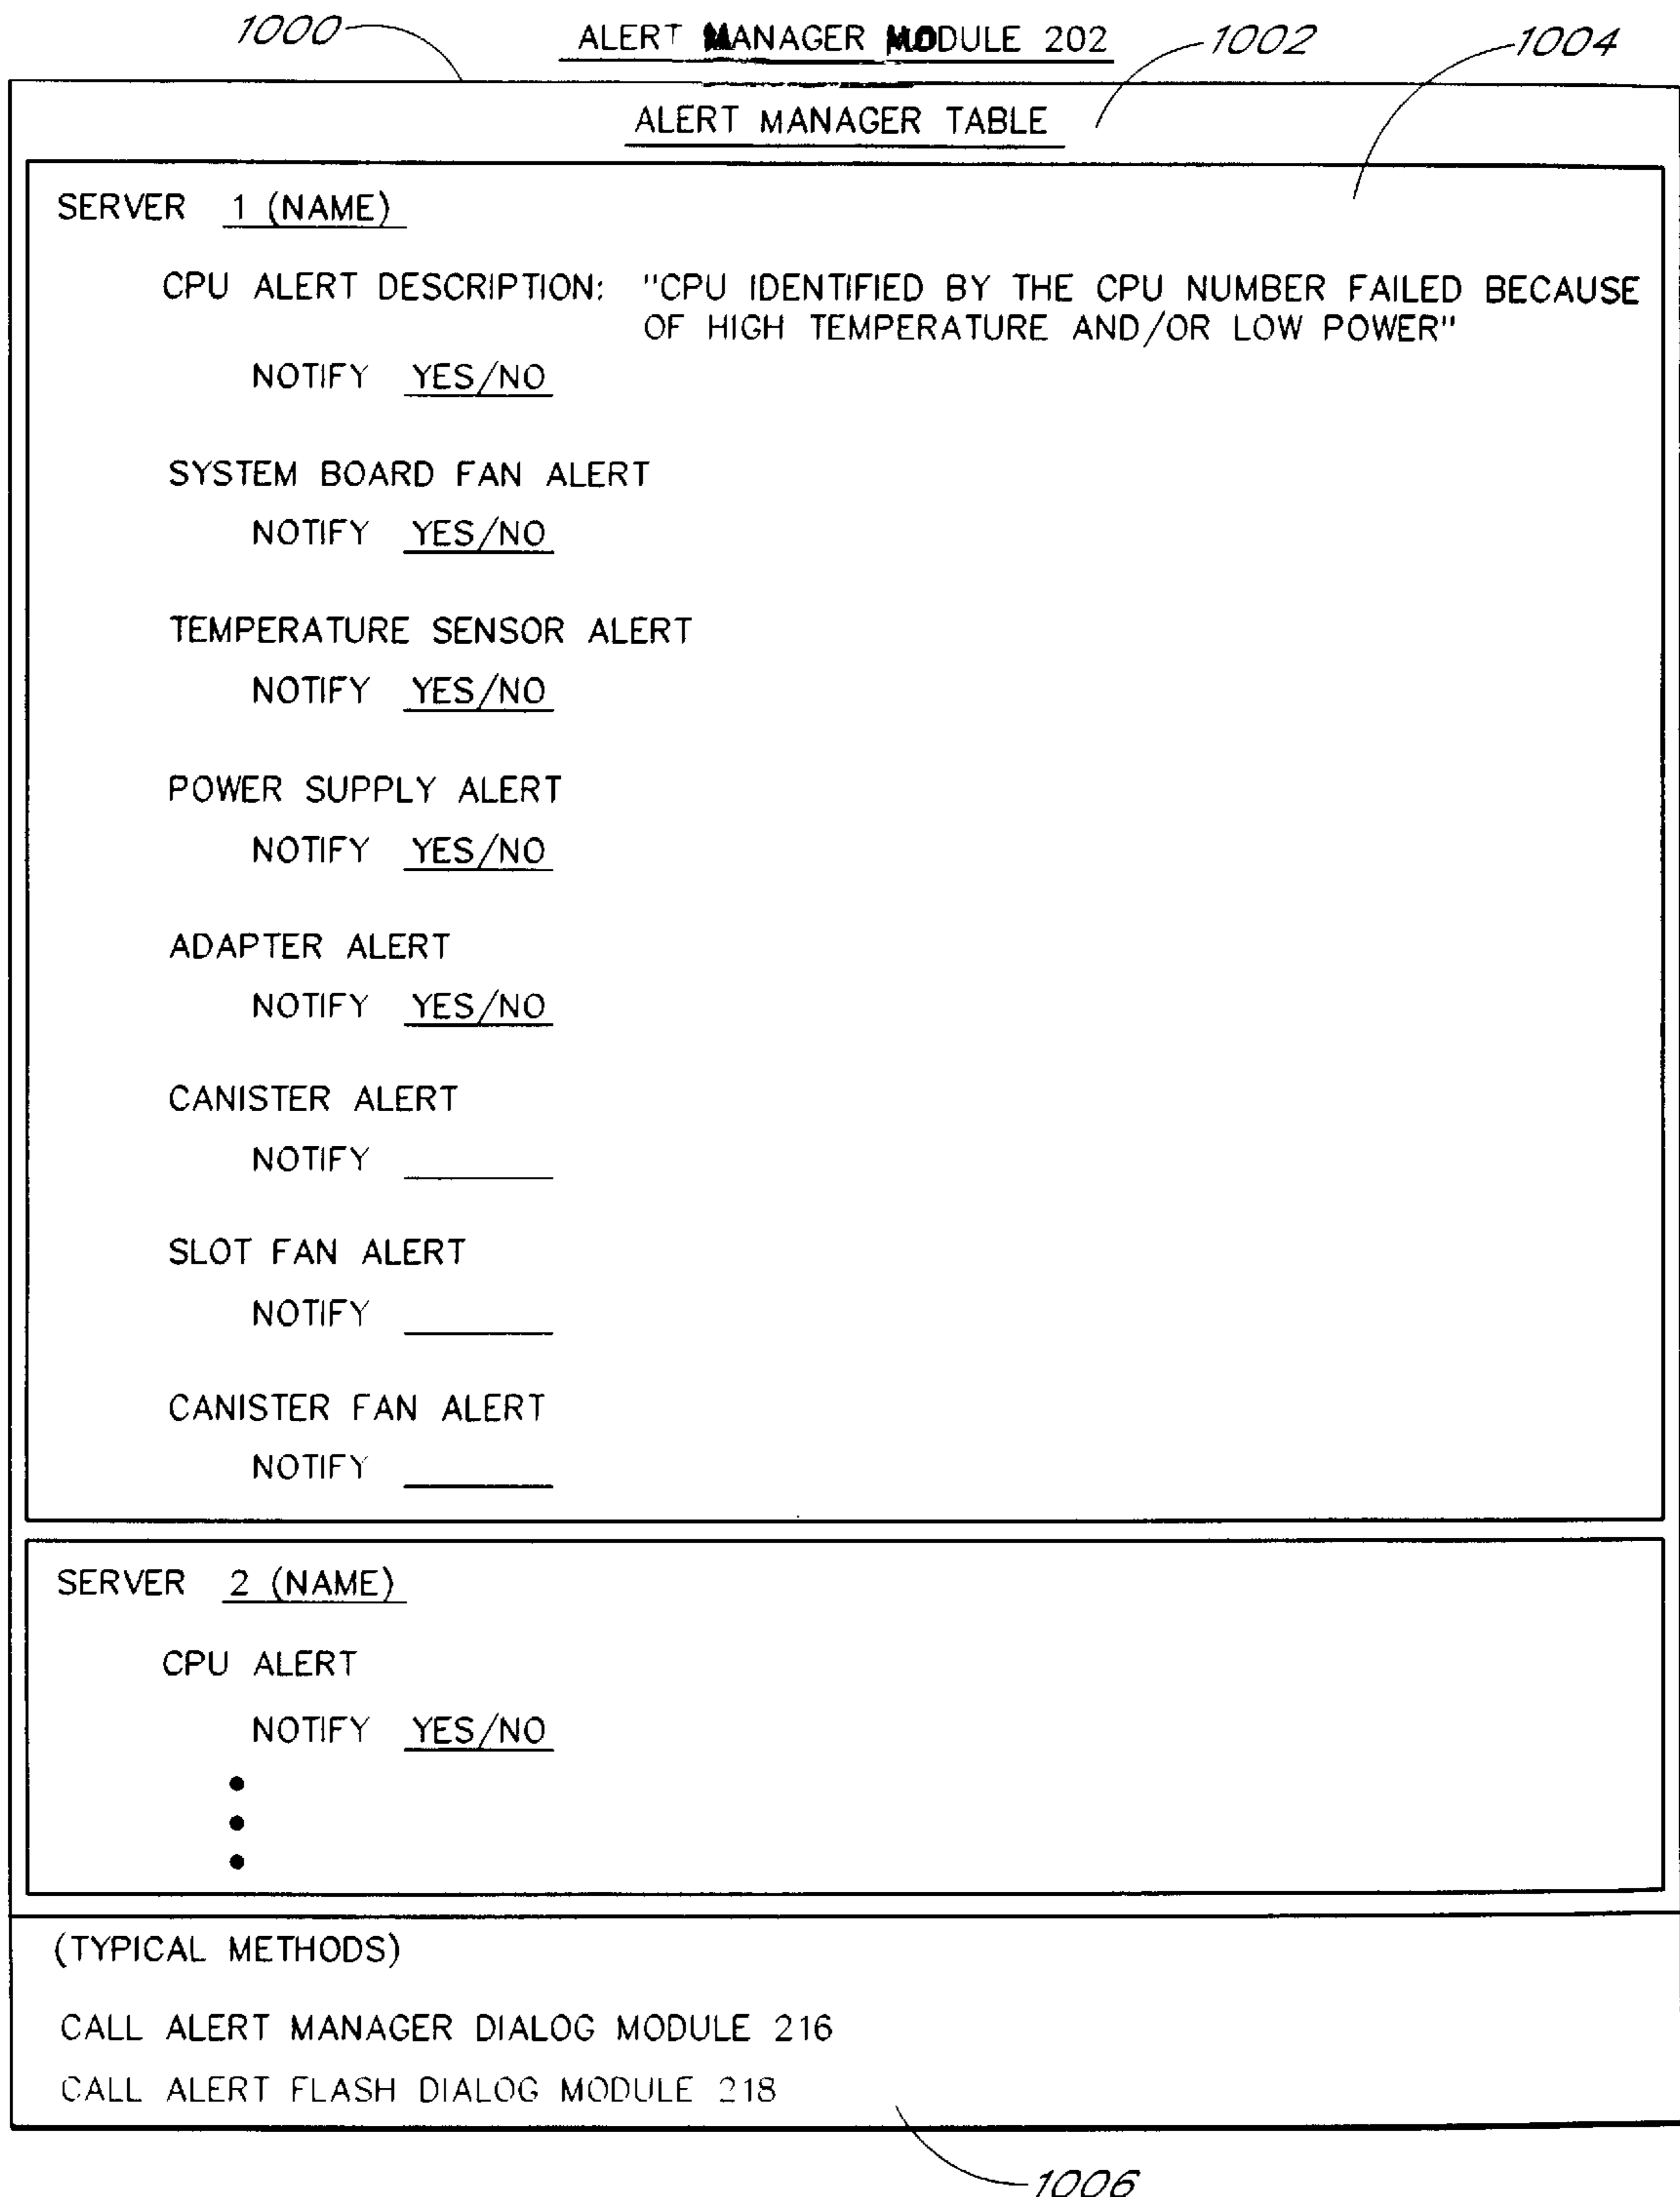 1000 ALERT MANAGER MODULE 202 1002 1004
ALERT MANAGER TABLE
SERVER 1 (NAME)
CPU ALERT DESCRIPTION: "CPU IDENTIFIED BY THE CPU NUMBER FAILED BECAUSE
OF HIGH TEMPERATURE AND/OR LOW POWER"
NOTIFY YES/NO
SYSTEM BOARD FAN ALERT
NOTIFY YES/NO
TEMPERATURE SENSOR ALERT
NOTIFY YES/NO
POWER SUPPLY ALERT
NOTIFY YES/NO
ADAPTER ALERT
NOTIFY YES/NO
CANISTER ALERT
NOTIFY
SLOT FAN ALERT
NOTIFY
CANISTER FAN ALERT
NOTIFY
SERVER 2 (NAME)
CPU ALERT
NOTIFY YES/NO
(TYPICAL METHODS)
CALL ALERT MANAGER DIALOG MODULE 216
CALL ALERT FLASH DIALOG MODULE 218
1006